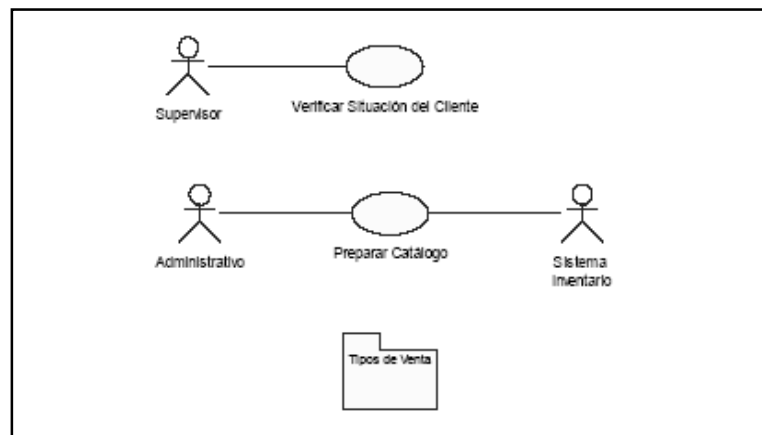 Supervisor
Verificar Situación del Cliente
Administrativo
Preparar Catálogo
Sistema
Inventario
Tipos de Venta